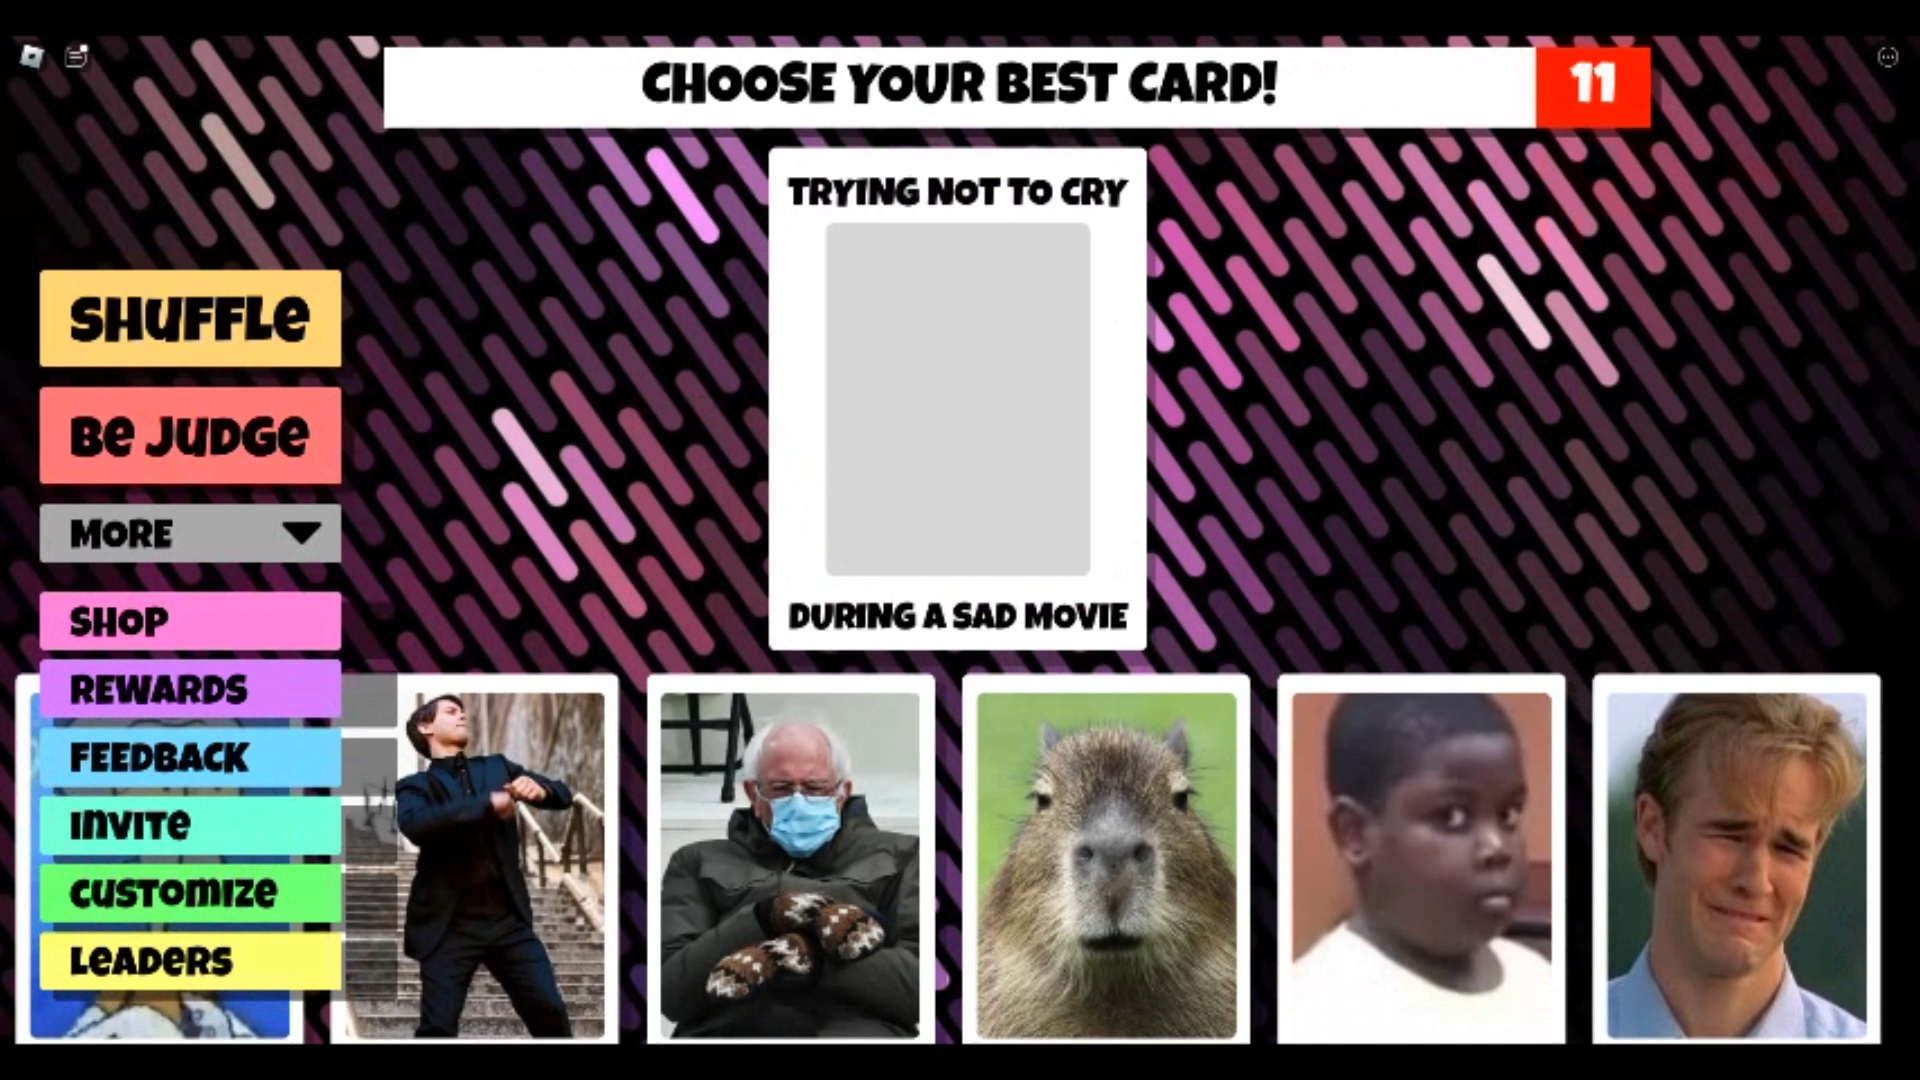 CHOOSE YOUR BEST CARD!
11
TRYING NOT TO CRY
DURING A SAD MOVIE
SHUFFLE
BE JUDGE
MORE
SHOP
REWARDS
FEEDBACK
INVITE
CUSTOMIZE
LEADERS